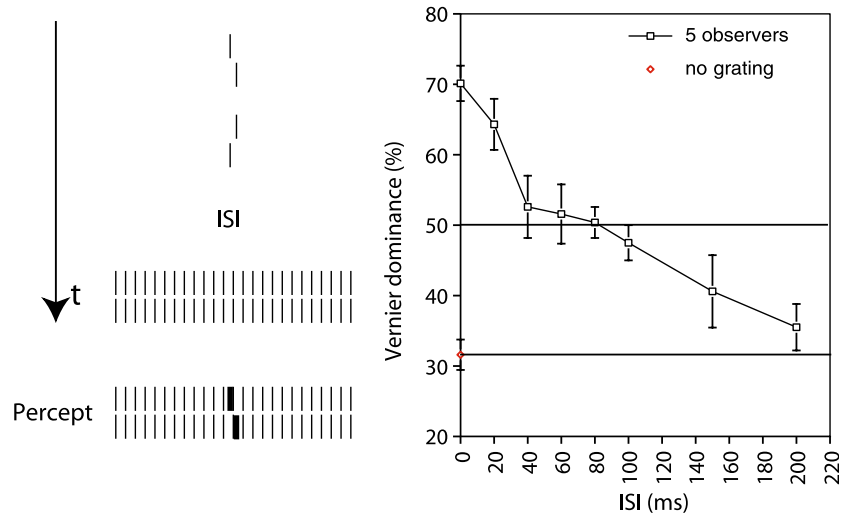 ISI
t
Percept
80
70
60
50
40
30
20
Vernier dominance (%)
5 observers
no grating
0 20 40 60 80 100 120 140 160 180 200 220
ISI (ms)